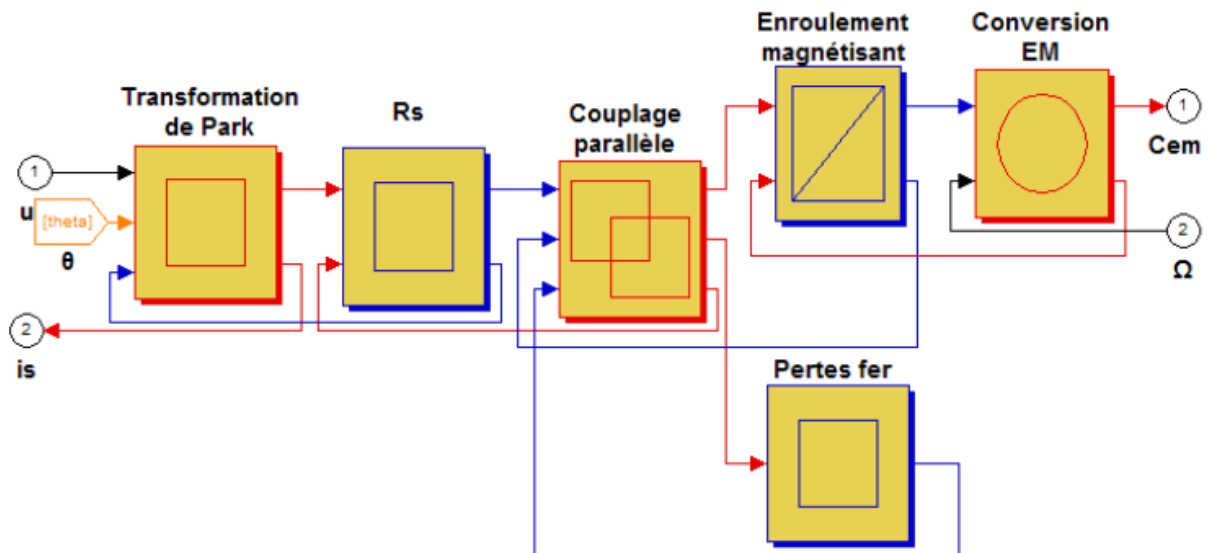 Transformation
de Park
Rs
Couplage
parallèle
Enroulement
magnétisant
Conversion
EM
1
u
[theta]
θ
2
is
1
Cem
2
Ω
Pertes fer